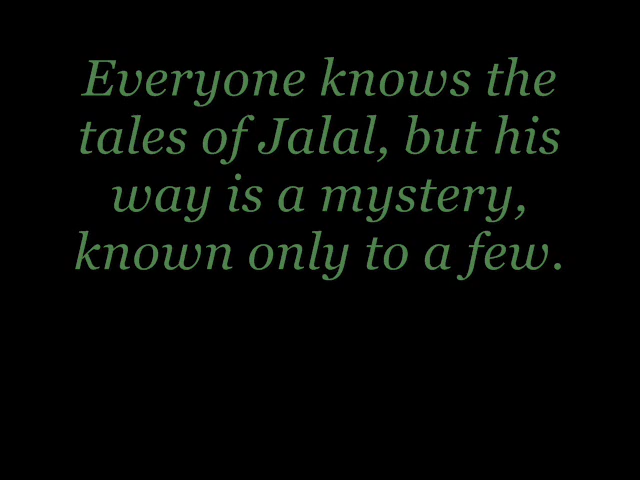 Everyone knows the
tales of Jalal, but his
way is a mystery,
known only to a few.